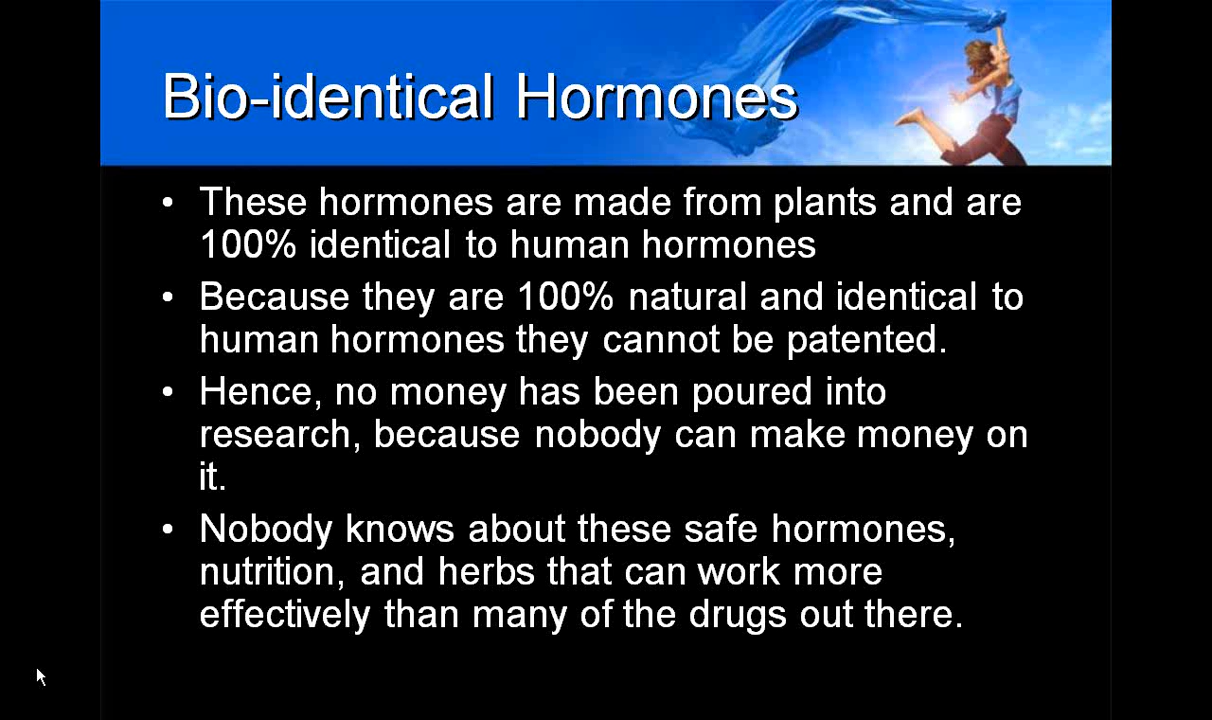 Bio-identical Hormones
• These hormones are made from plants and are
100% identical to human hormones
• Because they are 100% natural and identical to
human hormones they cannot be patented.
• Hence, no money has been poured into
research, because nobody can make money on
it.
• Nobody knows about these safe hormones,
nutrition, and herbs that can work more
effectively than many of the drugs out there.